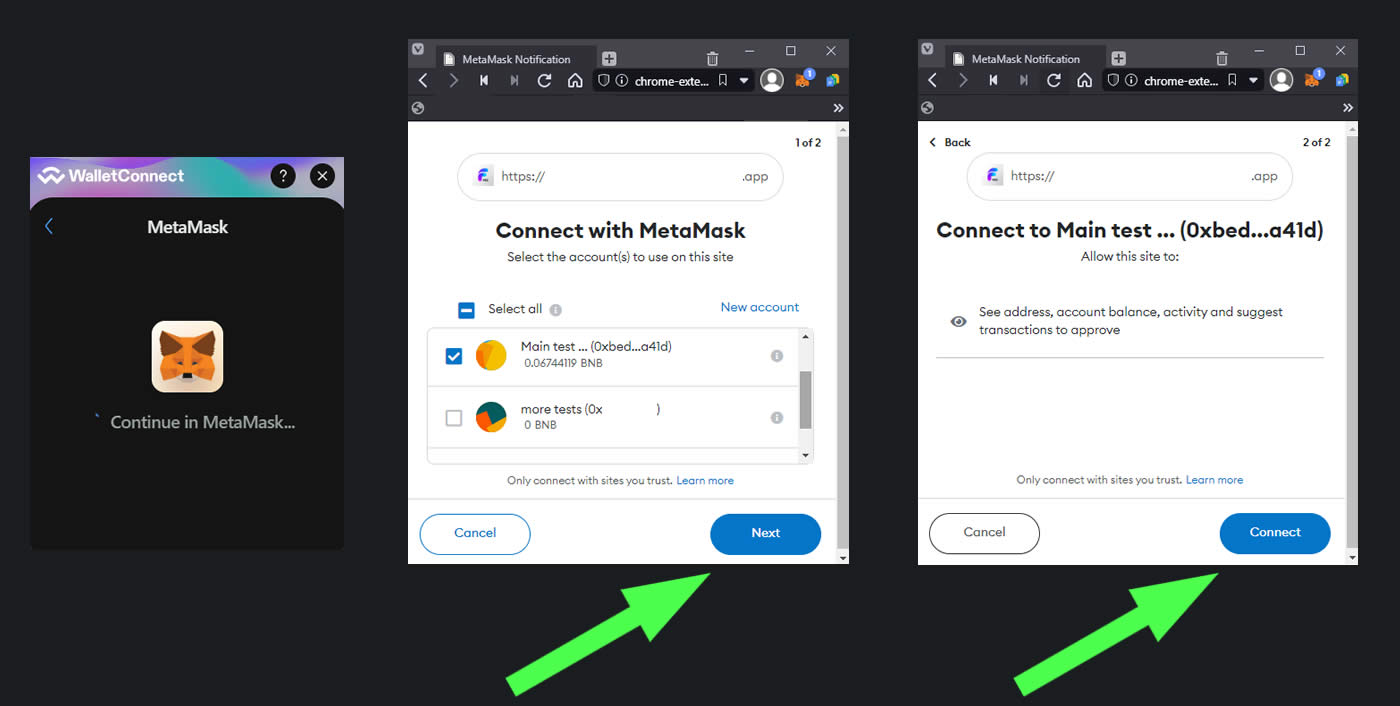 WalletConnect
?
MetaMask
Continue in MetaMask...
MetaMask Notification
chrome-exte...
1
1 of 2
https:// .app
Connect with MetaMask
Select the account(s) to use on this site
Select all
New account
Main test ... (0xbed...a41d)
0.06744119 BNB
more tests (0x )
0 BNB
Only connect with sites you trust. Learn more
Cancel
Next
MetaMask Notification
chrome-exte...
1
Back
2 of 2
https:// .app
Connect to Main test ... (0xbed...a41d)
Allow this site to:
See address, account balance, activity and suggest
transactions to approve
Only connect with sites you trust. Learn more
Cancel
Connect